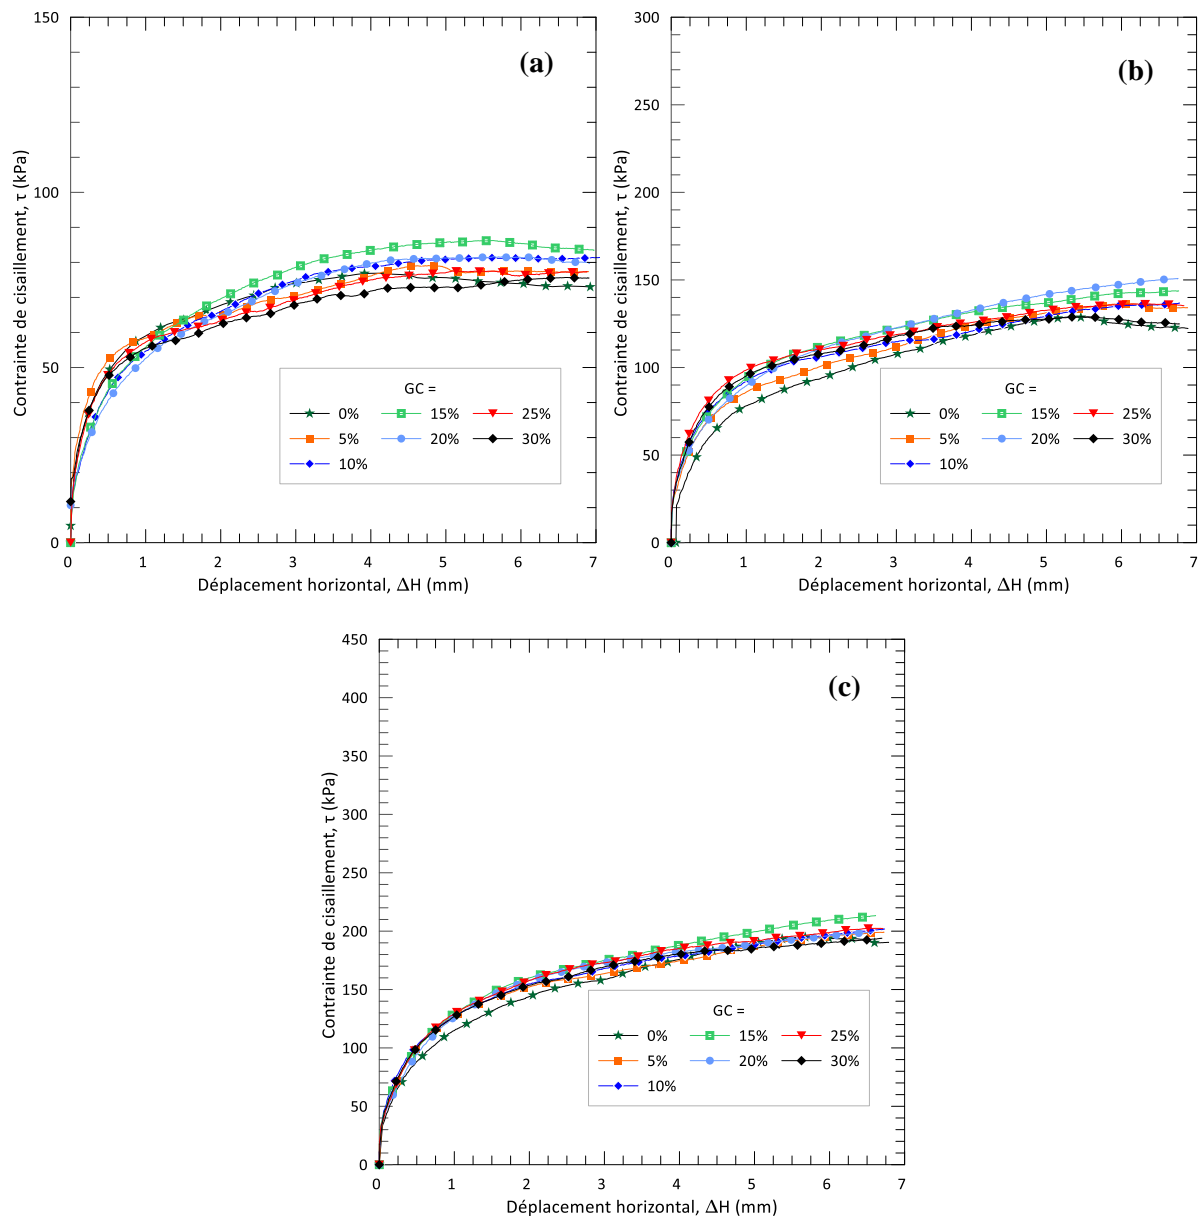 (a)
Contrainte de cisaillement, τ (kPa)
150
100
50
0
0 1 2 3 4 5 6 7
Déplacement horizontal, ΔH (mm)
GC =
0% 15% 25%
5% 20% 30%
10%
(b)
Contrainte de cisaillement, τ (kPa)
300
250
200
150
100
50
0
0 1 2 3 4 5 6 7
Déplacement horizontal, ΔH (mm)
GC =
0% 15% 25%
5% 20% 30%
10%
(c)
Contrainte de cisaillement, τ (kPa)
450
400
350
300
250
200
150
100
50
0
0 1 2 3 4 5 6 7
Déplacement horizontal, ΔH (mm)
GC =
0% 15% 25%
5% 20% 30%
10%